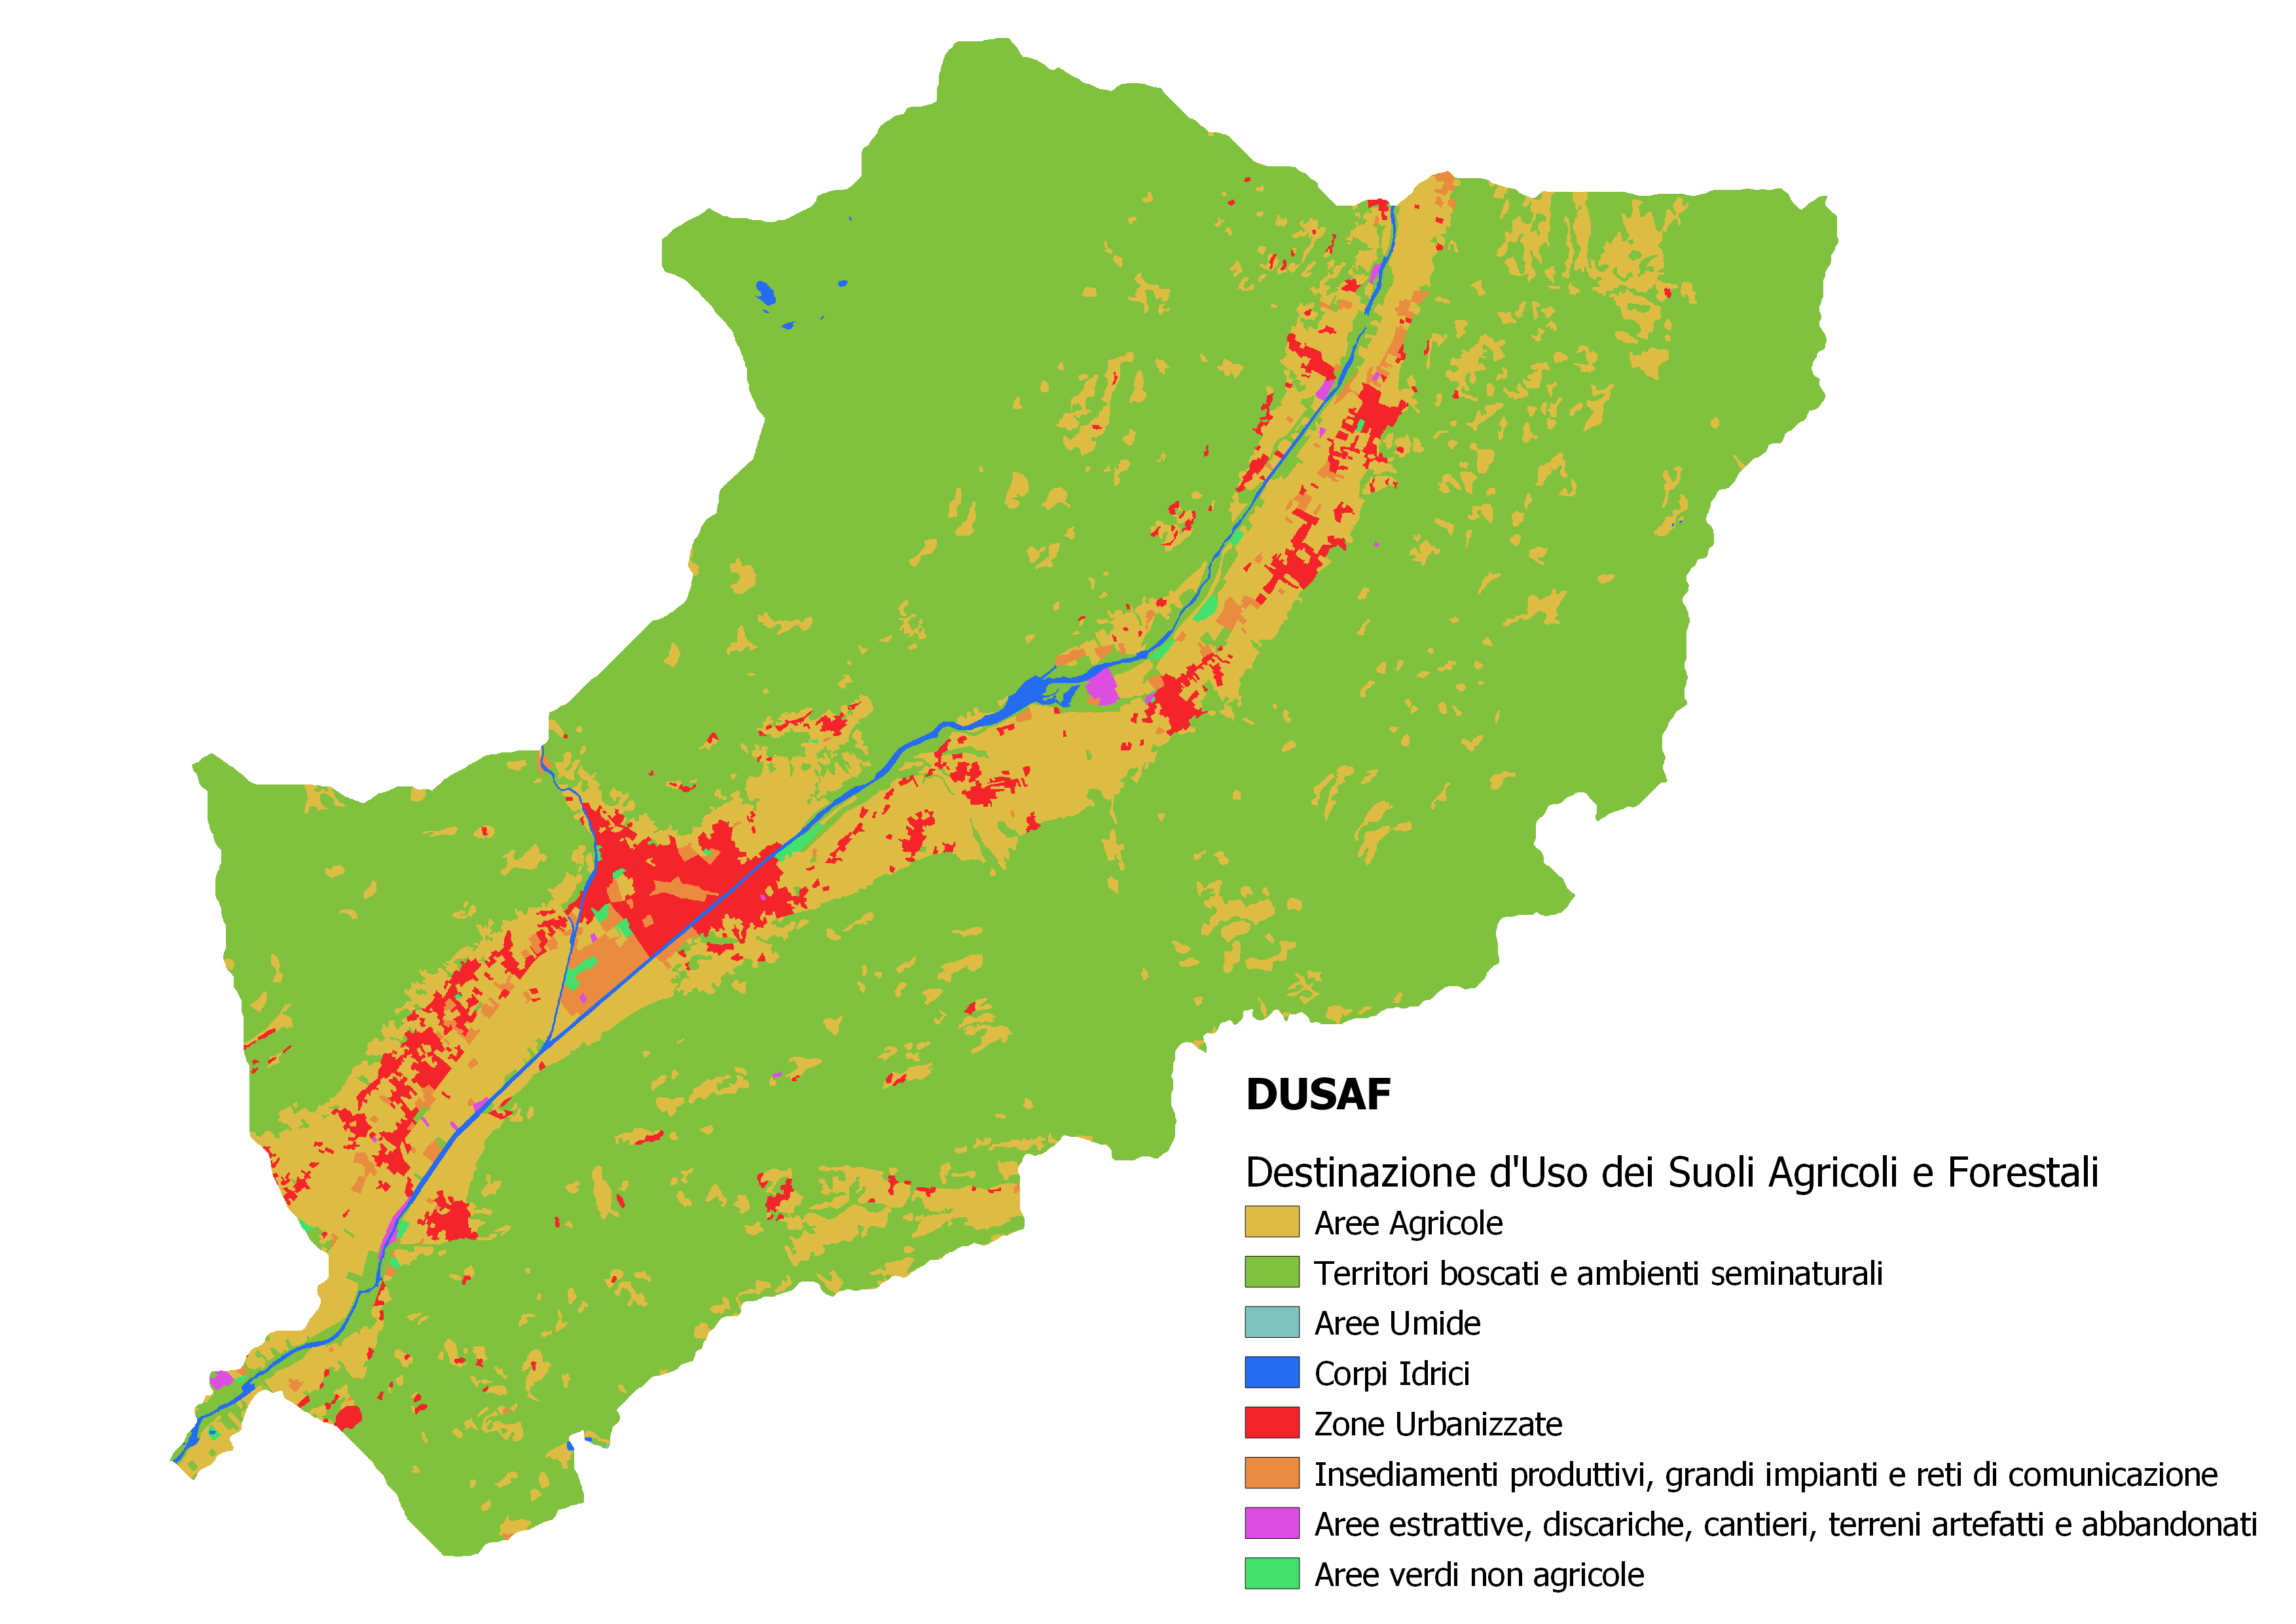 DUSAF
Destinazione d'Uso dei Suoli Agricoli e Forestali
Aree Agricole
Territori boscati e ambienti seminaturali
Aree Umide
Corpi Idrici
Zone Urbanizzate
Insediamenti produttivi, grandi impianti e reti di comunicazione
Aree estrattive, discariche, cantieri, terreni artefatti e abbandonati
Aree verdi non agricole